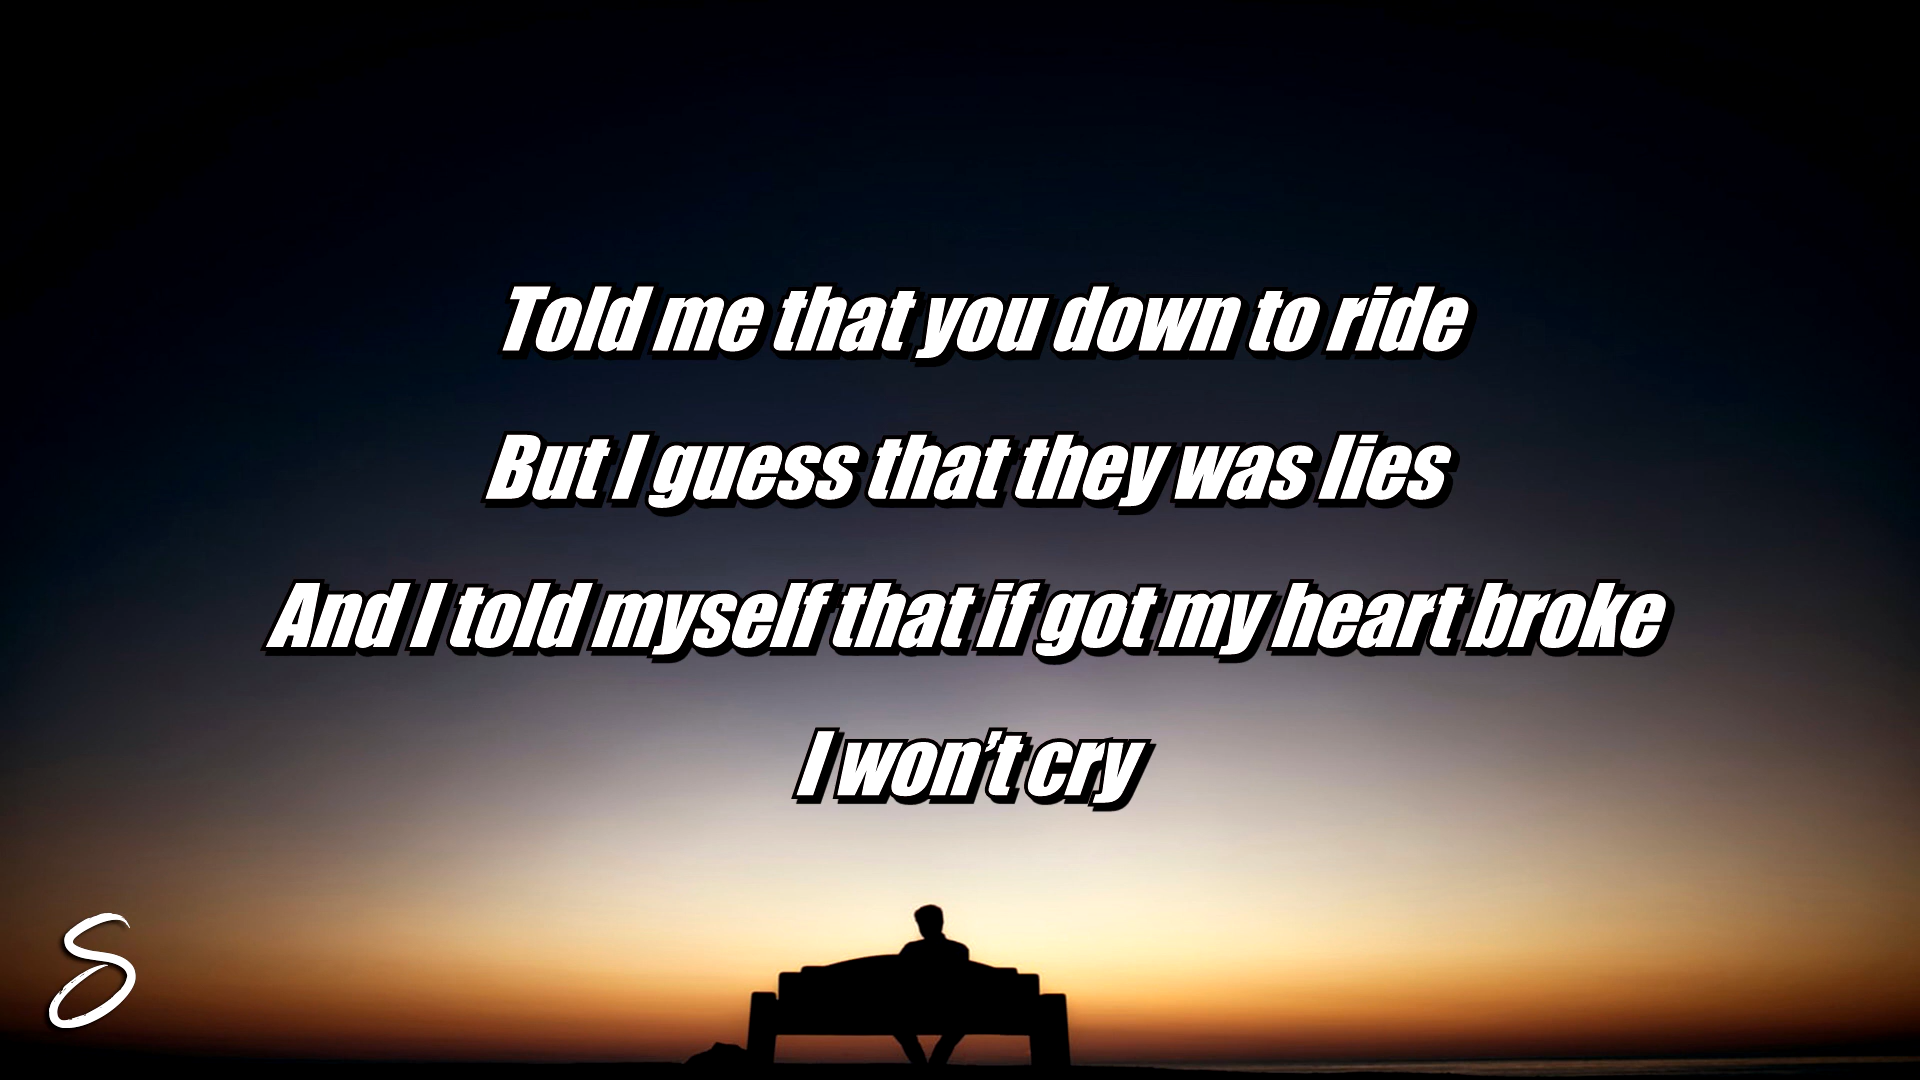 Told me that you down to ride
But I guess that they was lies
And I told myself that if got my heart broke
I won’t cry
S